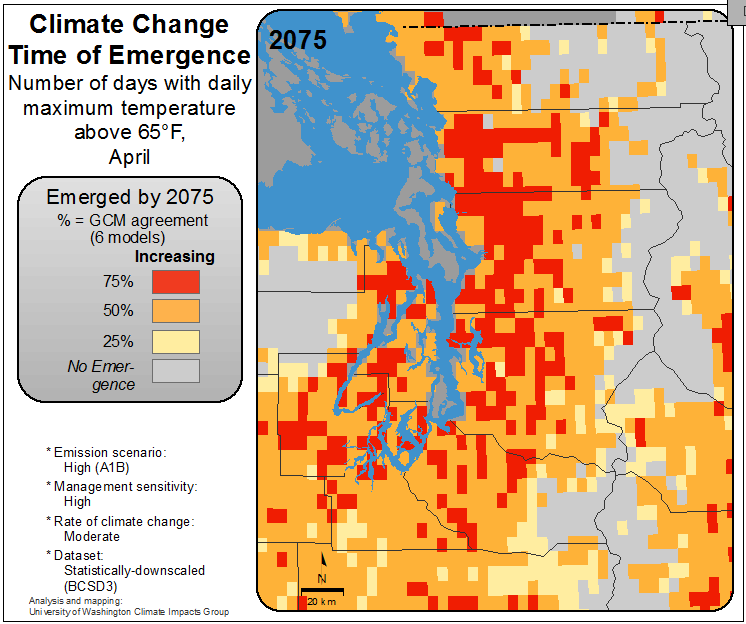 Climate Change
Time of Emergence
Number of days with daily
maximum temperature
above 65°F,
April
2075
Emerged by 2075
% = GCM agreement
(6 models)
Increasing
75%
50%
25%
No Emer-
gence
* Emission scenario:
High (A1B)
* Management sensitivity:
High
* Rate of climate change:
Moderate
* Dataset:
Statistically-downscaled
(BCSD3)
Analysis and mapping:
University of Washington Climate Impacts Group
N
20 km